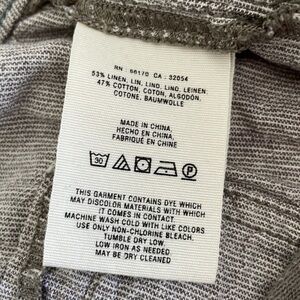 RN : 66170 CA : 32054
53% LINEN, LIN, LINO, LINO, LEINEN
47% COTTON, COTON, ALGODÓN,
COTONE, BAUMWOLLE
MADE IN CHINA,
HECHO EN CHINA,
FABRIQUÉ EN CHINE
30
P
THIS GARMENT CONTAINS DYE WHICH
MAY DISCOLOR MATERIALS WITH WHICH
IT COMES IN CONTACT.
MACHINE WASH COLD WITH LIKE COLORS
USE ONLY NON-CHLORINE BLEACH.
TUMBLE DRY LOW.
LOW IRON AS NEEDED
MAY BE DRY CLEANED